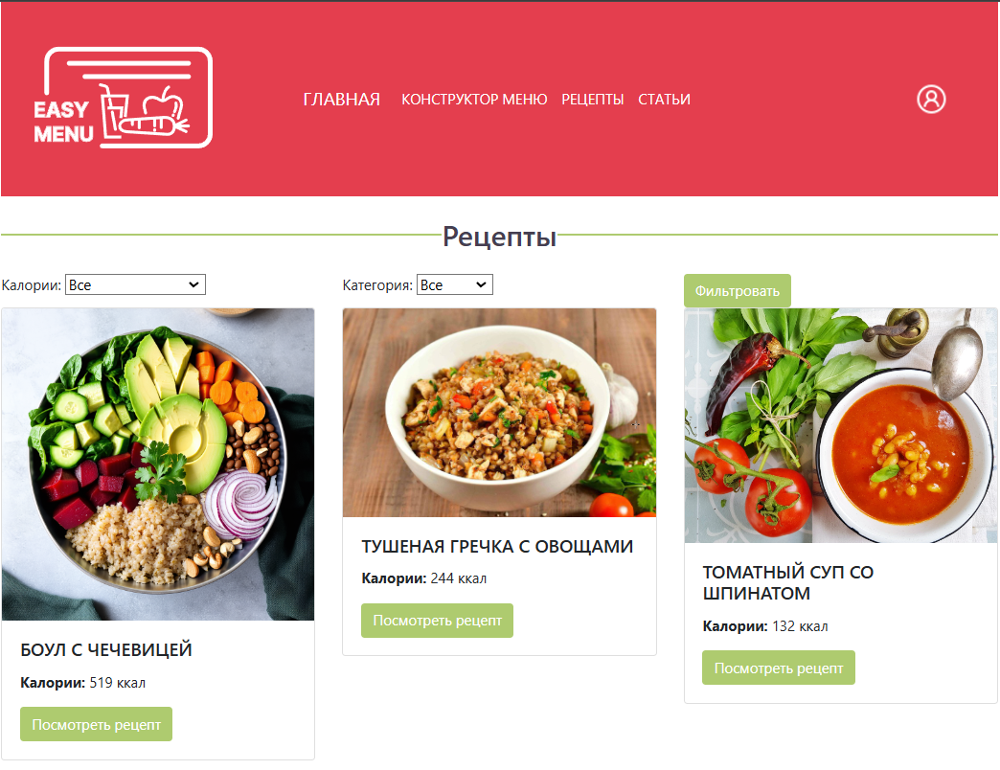 EASY
MENU
ГЛАВНАЯ КОНСТРУКТОР МЕНЮ РЕЦЕПТЫ СТАТЬИ
Рецепты
Калории: Все
Категория: Все
Фильтровать
БОУЛ С ЧЕЧЕВИЦЕЙ
Калории: 519 ккал
Посмотреть рецепт
ТУШЕНАЯ ГРЕЧКА С ОВОЩАМИ
Калории: 244 ккал
Посмотреть рецепт
ТОМАТНЫЙ СУП СО
ШПИНАТОМ
Калории: 132 ккал
Посмотреть рецепт